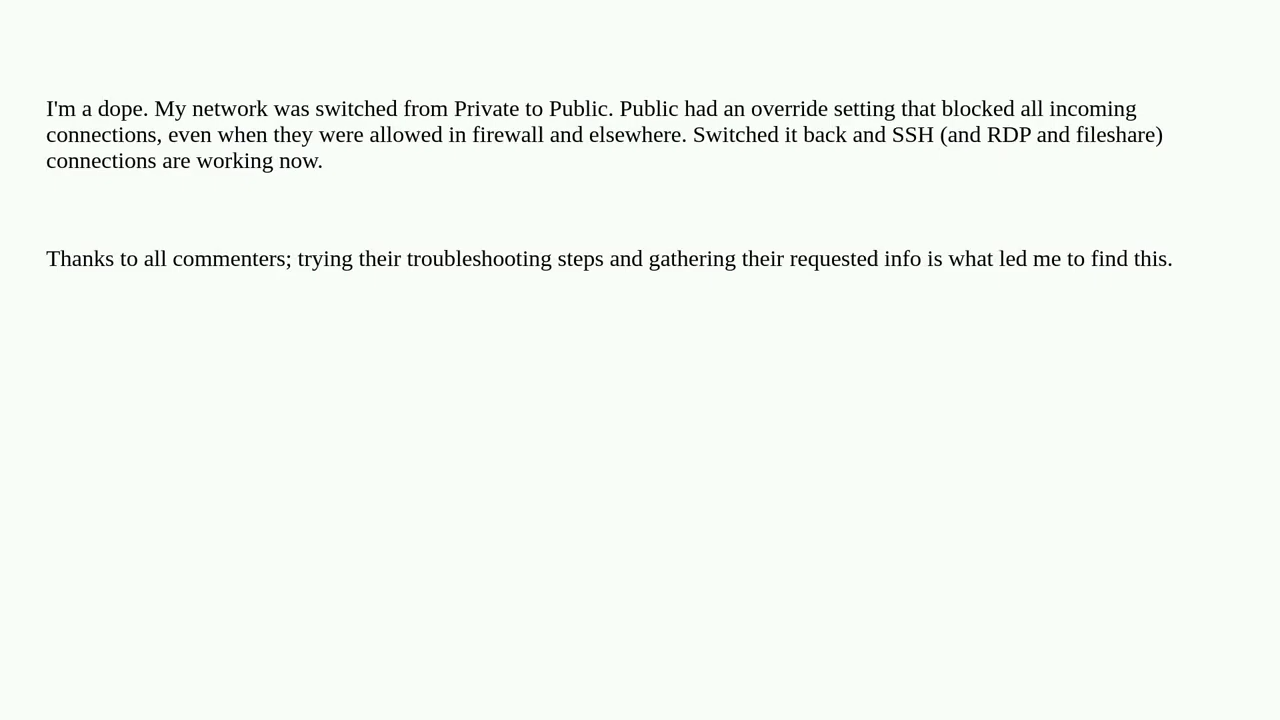 I'm a dope. My network was switched from Private to Public. Public had an override setting that blocked all incoming
connections, even when they were allowed in firewall and elsewhere. Switched it back and SSH (and RDP and fileshare)
connections are working now.
Thanks to all commenters; trying their troubleshooting steps and gathering their requested info is what led me to find this.